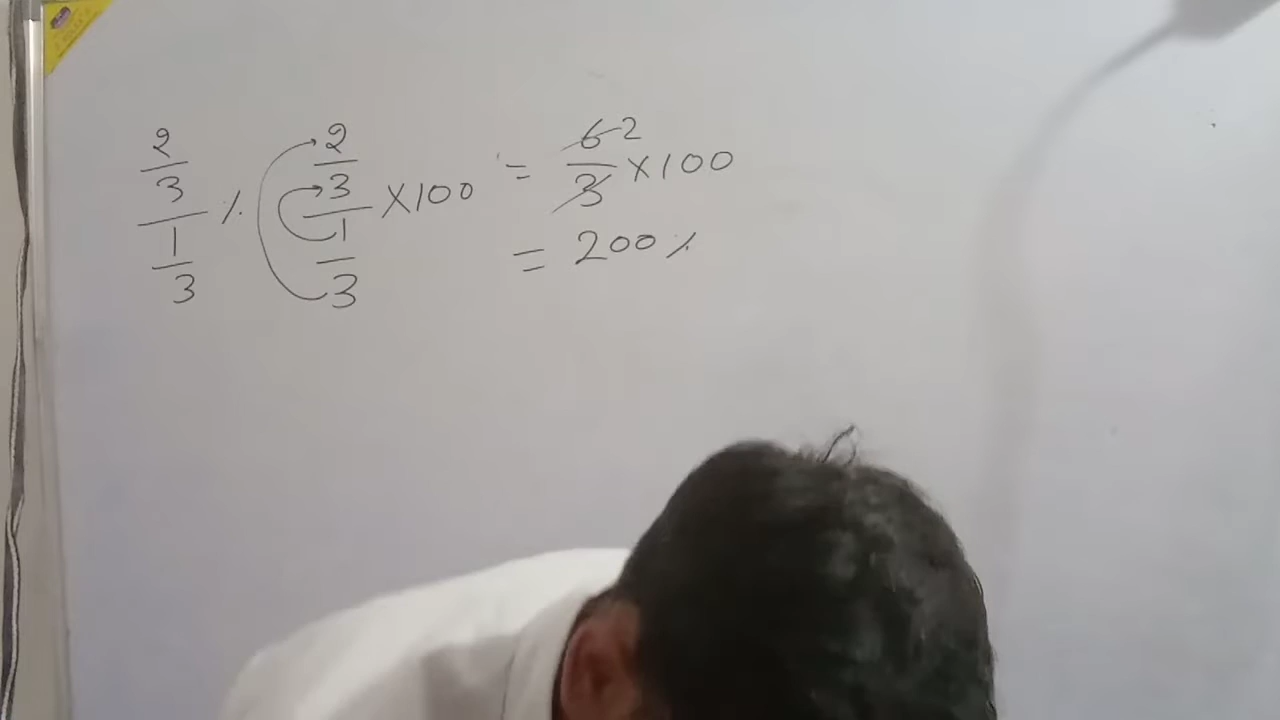 (2/3)/(1/3) % (2/3)/(1/3) ×100 = 6/3 2 ×100
= 200 %